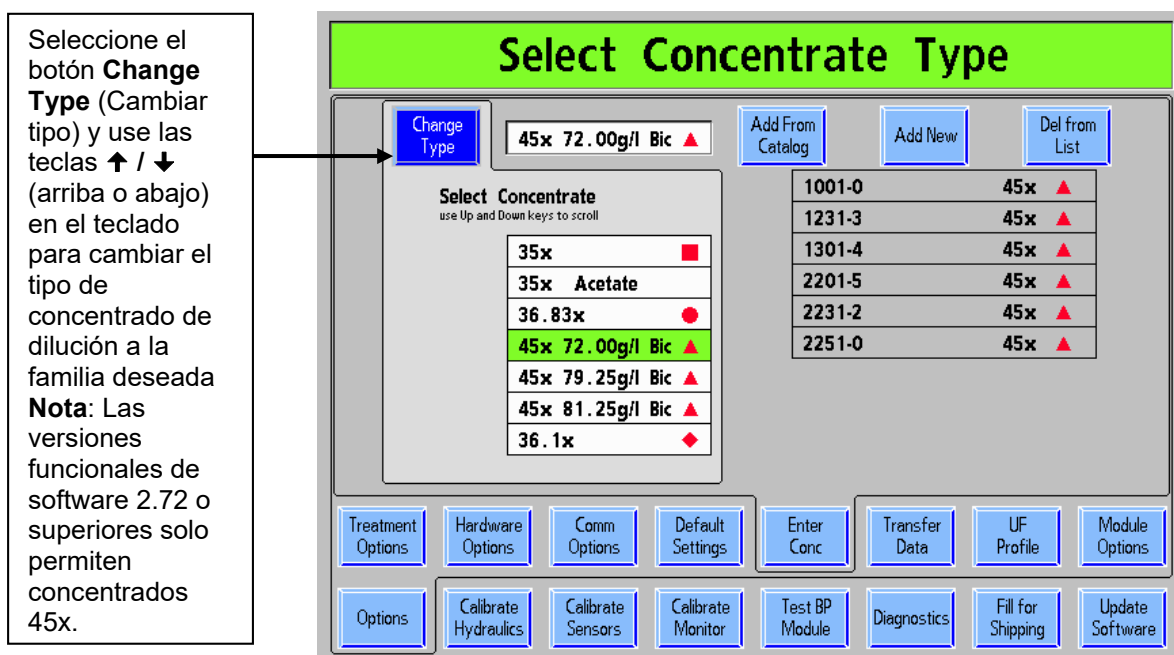 Seleccione el
botón Change
Type (Cambiar
tipo) y use las
teclas ↑ / ↓
(arriba o abajo)
en el teclado
para cambiar el
tipo de
concentrado de
dilución a la
familia deseada
Nota: Las
versiones
funcionales de
software 2.72 o
superiores solo
permiten
concentrados
45x.
Select Concentrate Type
Change
Type
45x 72.00g/l Bic
Add From
Catalog
Add New
Del from
List
Select Concentrate
use Up and Down keys to scroll
35x
35x Acetate
36.83x
45x 72.00g/l Bic
45x 79.25g/l Bic
45x 81.25g/l Bic
36.1x
1001-0 45x
1231-3 45x
1301-4 45x
2201-5 45x
2231-2 45x
2251-0 45x
Treatment
Options
Hardware
Options
Comm
Options
Default
Settings
Enter
Conc
Transfer
Data
UF
Profile
Module
Options
Options
Calibrate
Hydraulics
Calibrate
Sensors
Calibrate
Monitor
Test BP
Module
Diagnostics
Fill for
Shipping
Update
Software